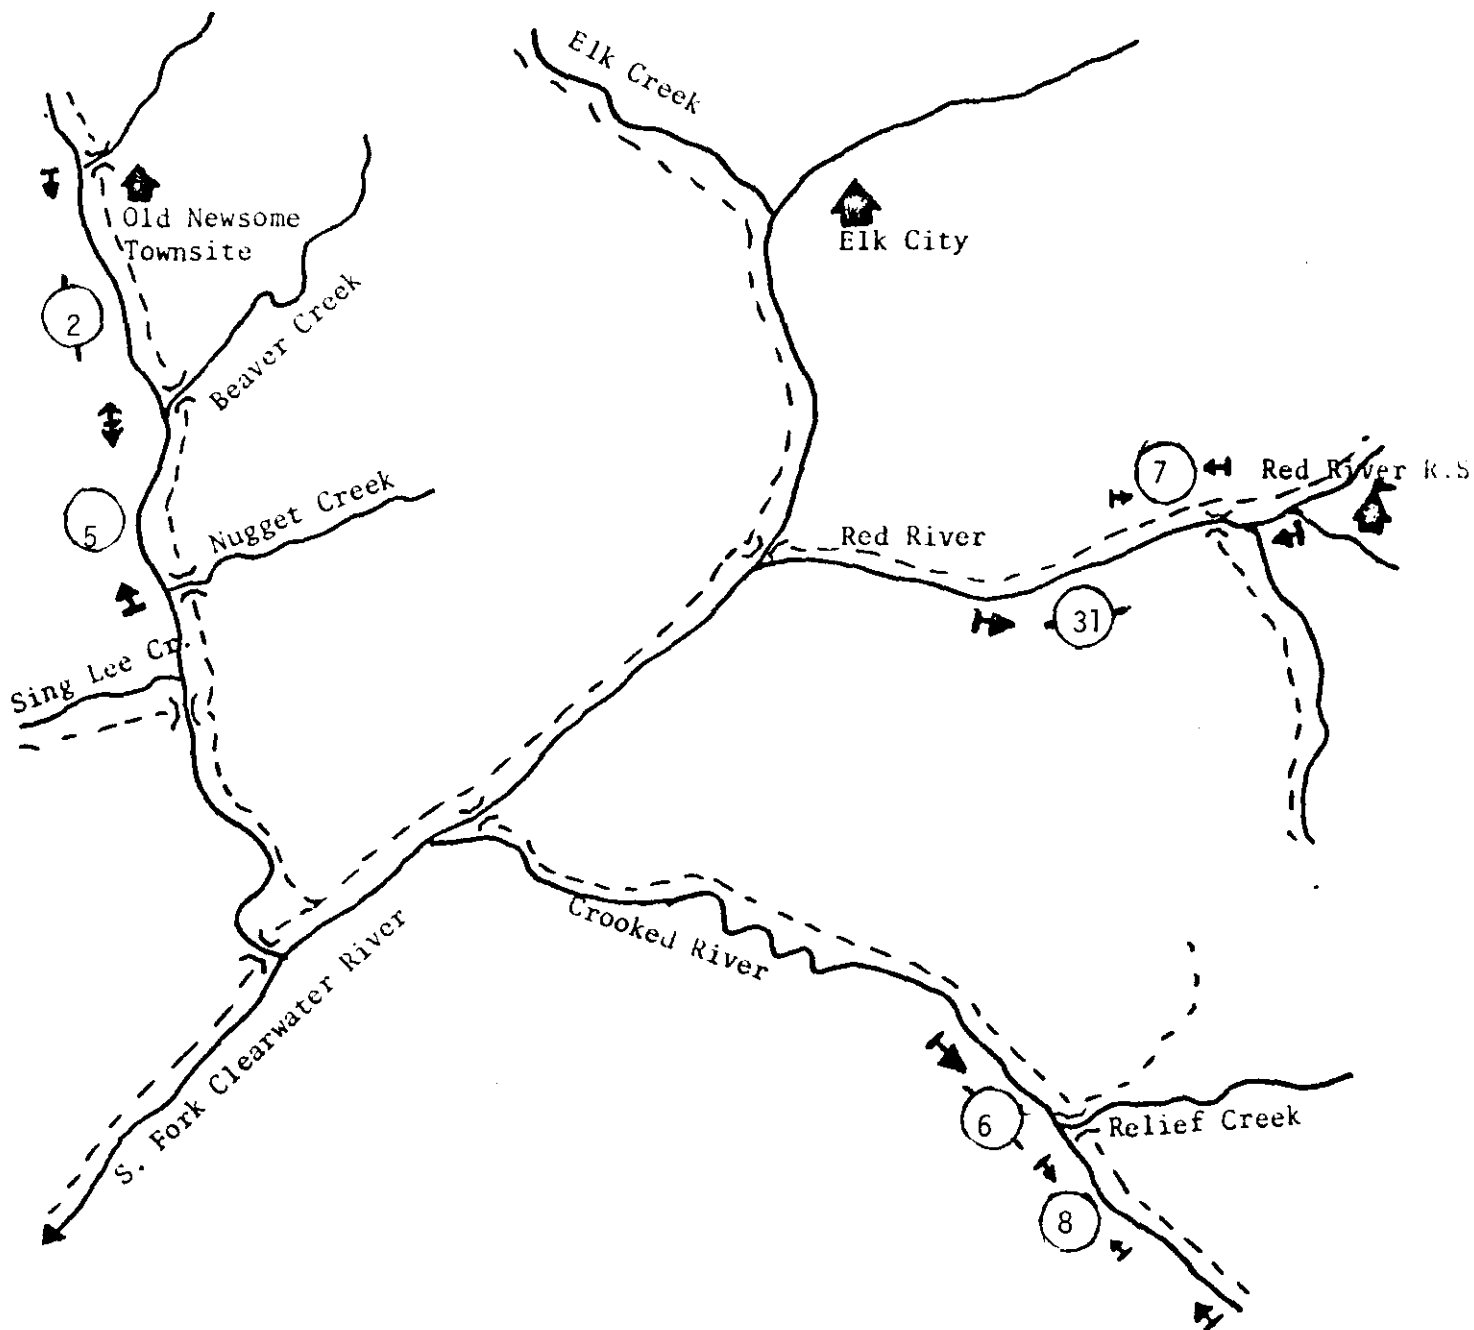 Elk Creek
Old Newsome
Townsite
Elk City
2
Beaver Creek
7
Red River R.S
5
Nugget Creek
Red River
31
Sing Lee Cr.
Crooked River
S. Fork Clearwater River
6
Relief Creek
8